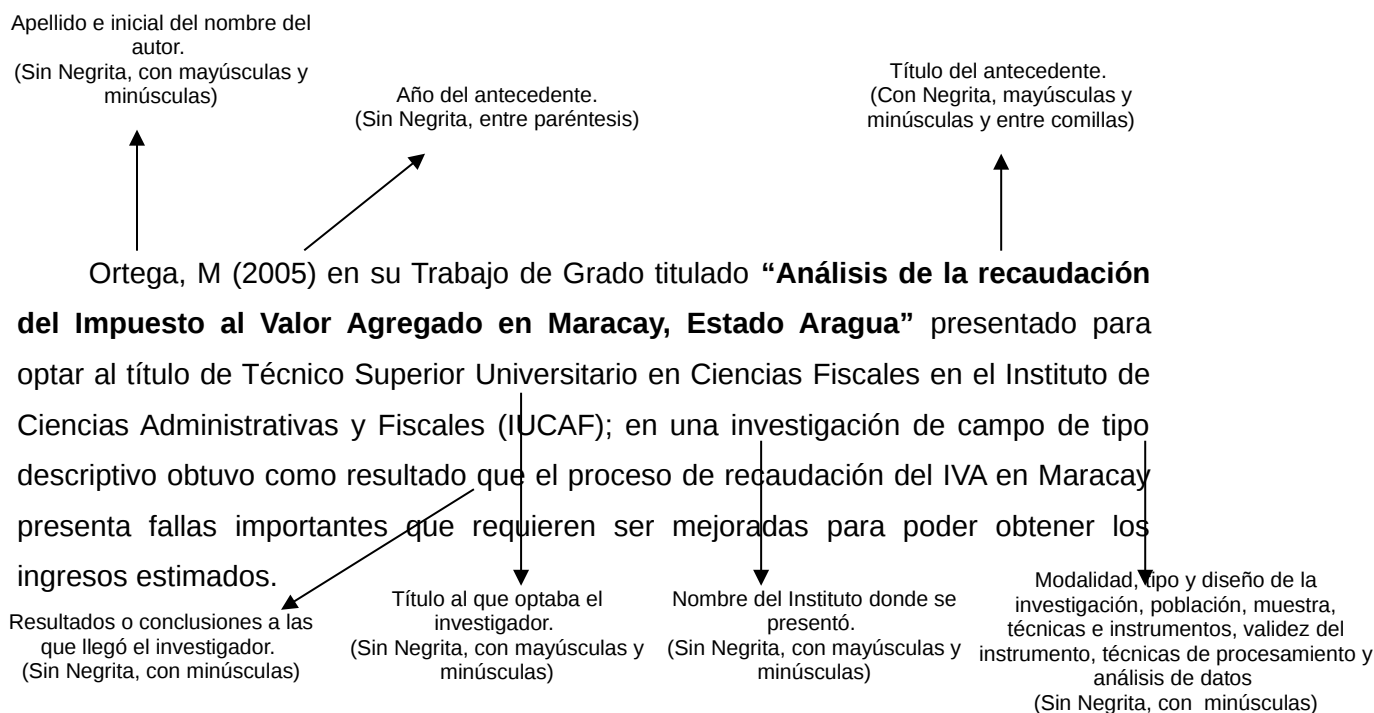 Apellido e inicial del nombre del
autor.
(Sin Negrita, con mayúsculas y
minúsculas)
Año del antecedente.
(Sin Negrita, entre paréntesis)
Título del antecedente.
(Con Negrita, mayúsculas y
minúsculas y entre comillas)
Ortega, M (2005) en su Trabajo de Grado titulado “Análisis de la recaudación
del Impuesto al Valor Agregado en Maracay, Estado Aragua” presentado para
optar al título de Técnico Superior Universitario en Ciencias Fiscales en el Instituto de
Ciencias Administrativas y Fiscales (IUCAF); en una investigación de campo de tipo
descriptivo obtuvo como resultado que el proceso de recaudación del IVA en Maracay
presenta fallas importantes que requieren ser mejoradas para poder obtener los
ingresos estimados.
Resultados o conclusiones a las
que llegó el investigador.
(Sin Negrita, con minúsculas)
Título al que optaba el
investigador.
(Sin Negrita, con mayúsculas y
minúsculas)
Nombre del Instituto donde se
presentó.
(Sin Negrita, con mayúsculas y
minúsculas)
Modalidad, tipo y diseño de la
investigación, población, muestra,
técnicas e instrumentos, validez del
instrumento, técnicas de procesamiento y
análisis de datos
(Sin Negrita, con minúsculas)